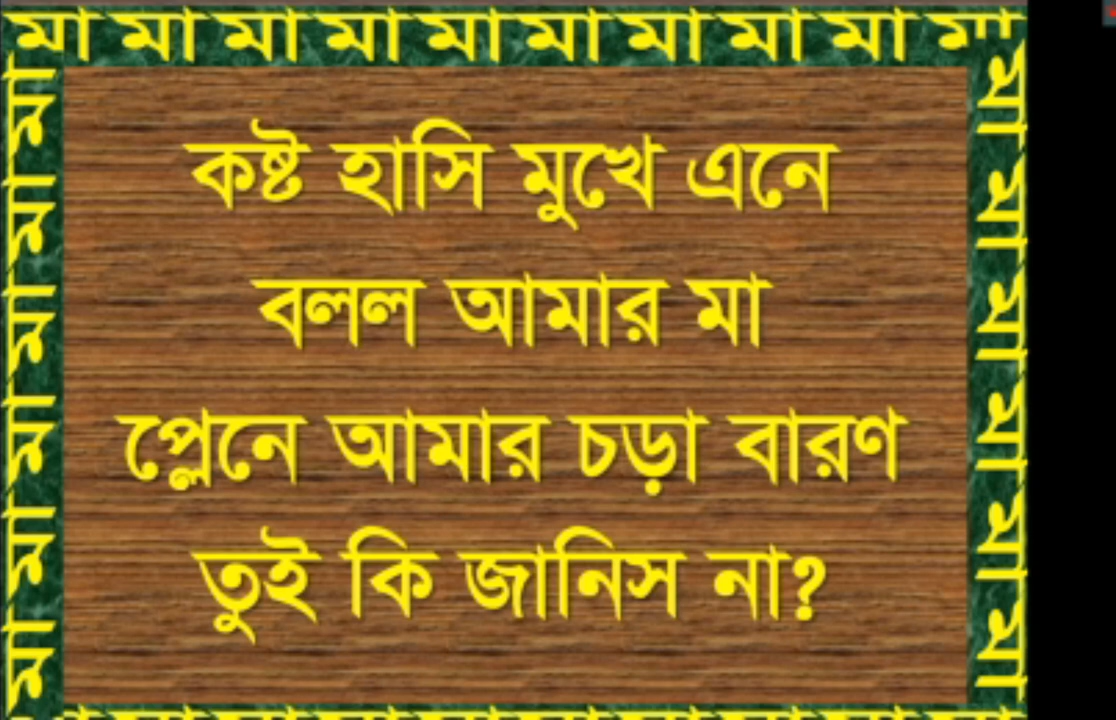 মা মা মা মা মা মা মা মা মা মা
কষ্ট হাসি মুখে এনে
বলল আমার মা
প্লেনে আমার চড়া বারণ
তুই কি জানিস না?
মা মা মা মা মা মা
মা মা মা মা মা মা